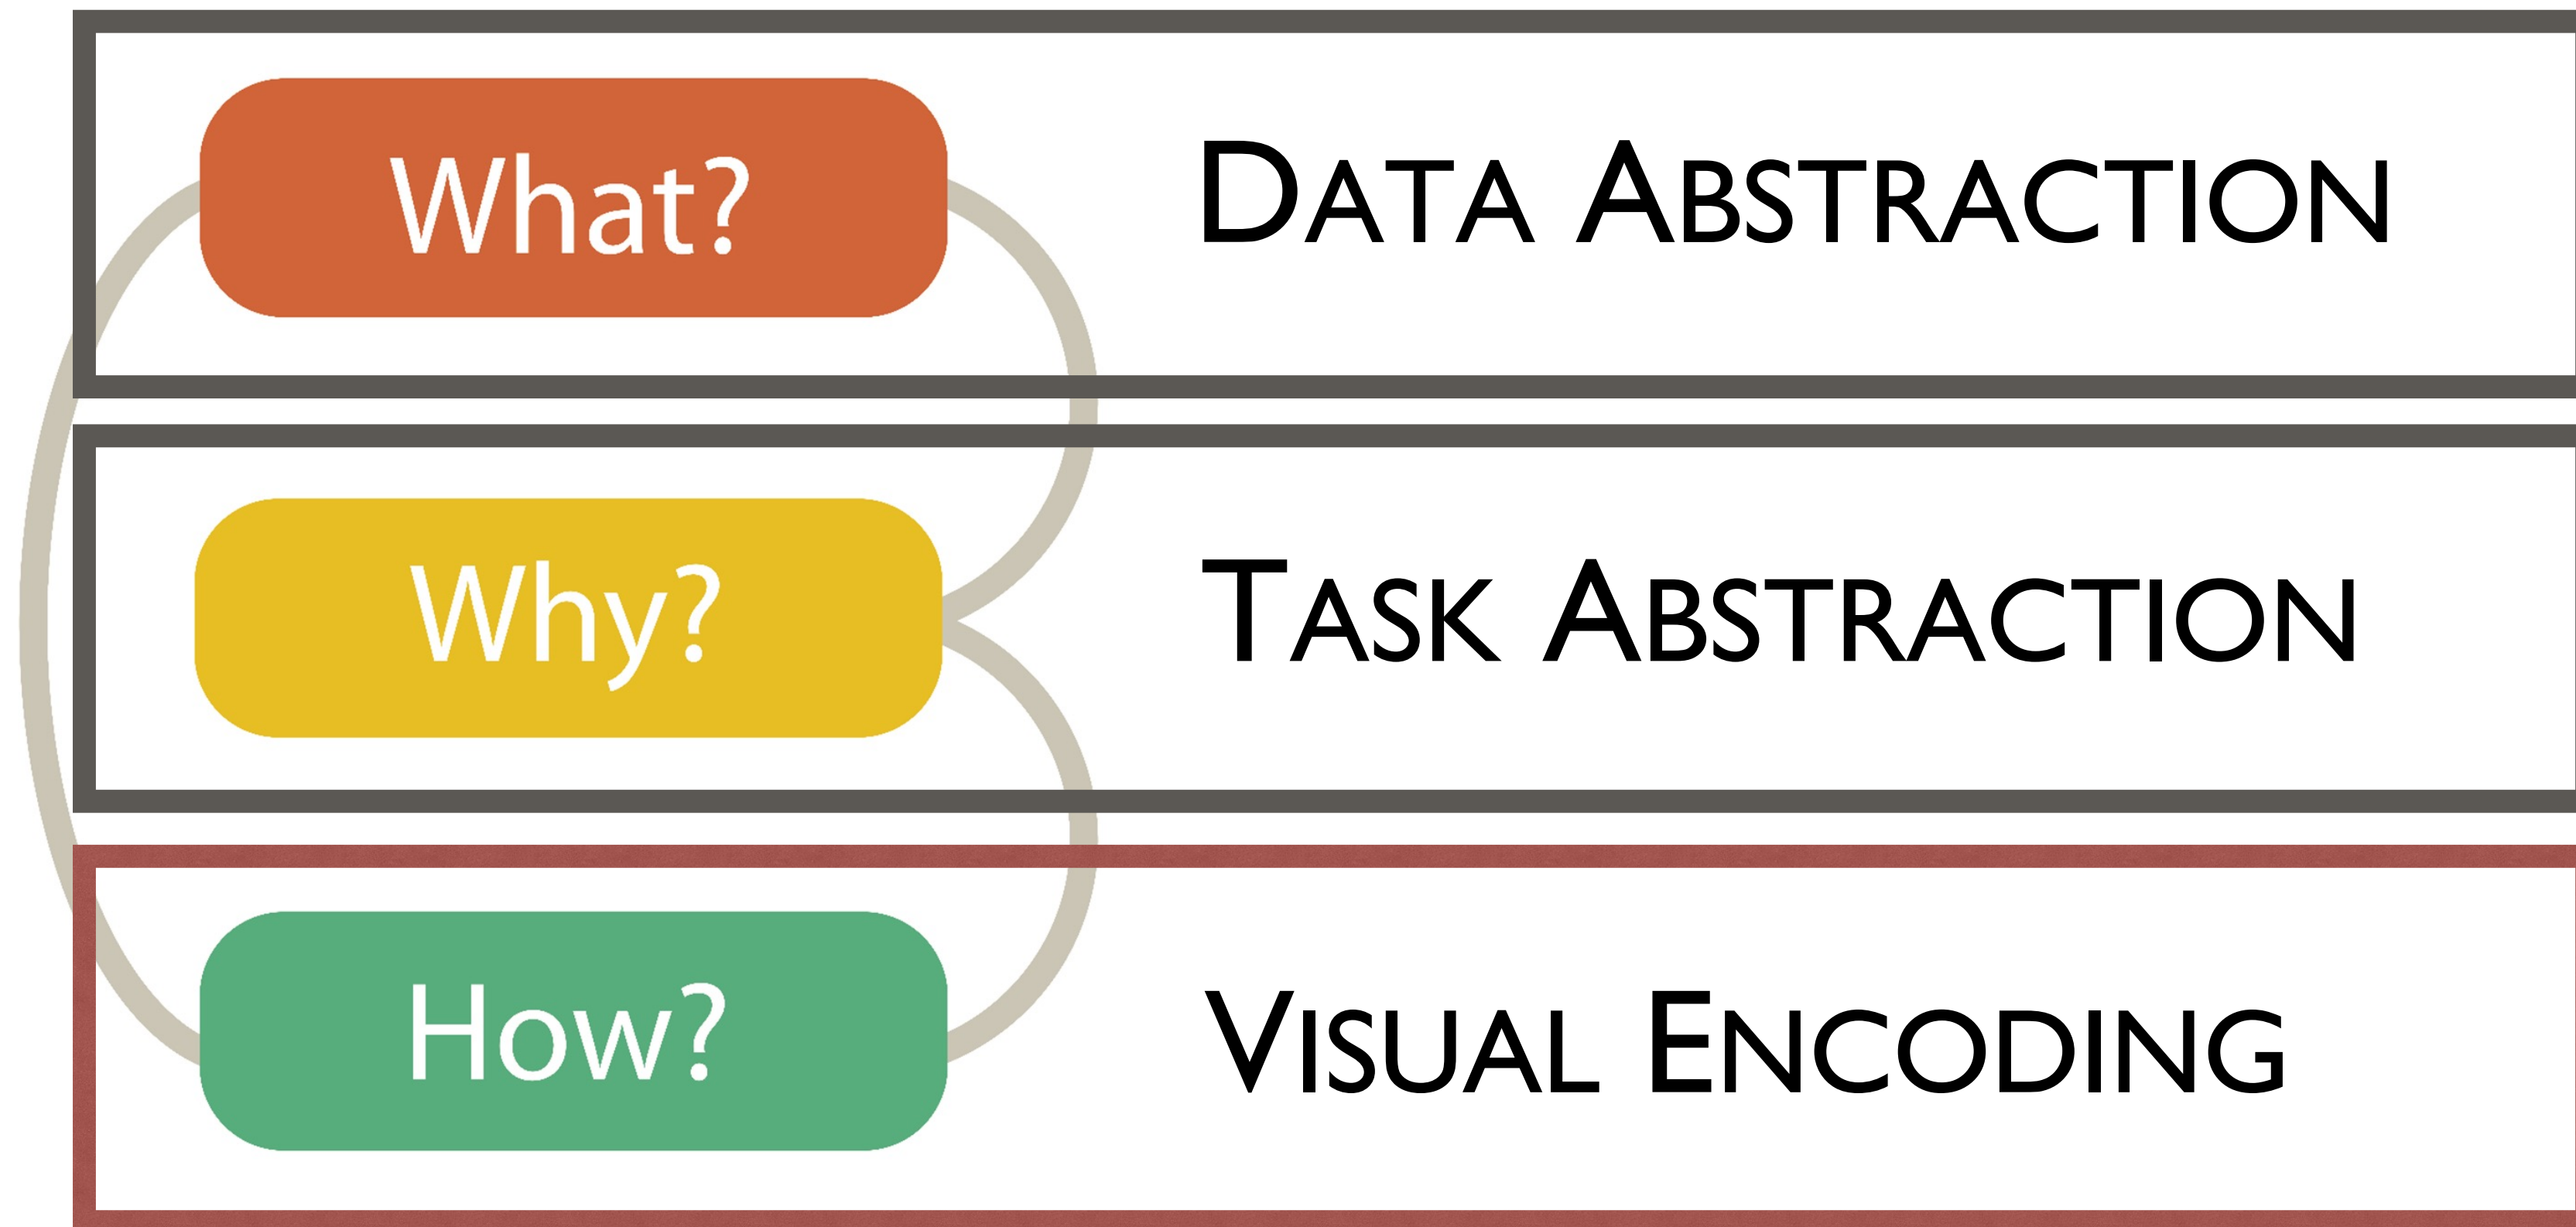 What?
DATA ABSTRACTION
Why?
TASK ABSTRACTION
How?
VISUAL ENCODING